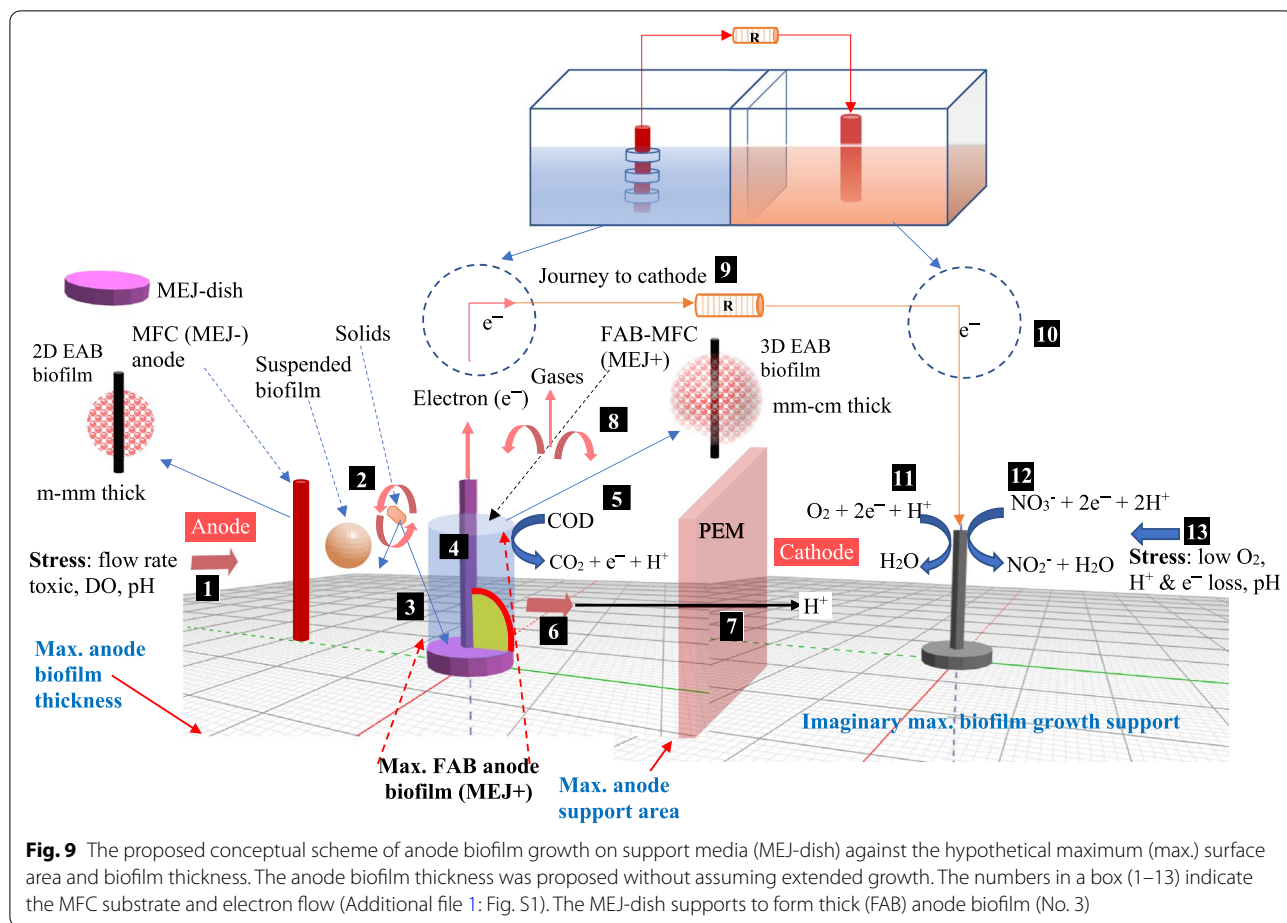 R
Journey to cathode 9
R
e⁻
e⁻
10
MEJ-dish
MFC (MEJ-)
anode
Solids
Suspended
biofilm
2D EAB
biofilm
m-mm thick
FAB-MFC
(MEJ+)
Gases
Electron (e⁻)
8
3D EAB
biofilm
mm-cm thick
2
Anode
Stress: flow rate
toxic, DO, pH
1
4
3
5
COD
CO₂ + e⁻ + H⁺
6
PEM
7
H⁺
Cathode
11
O₂ + 2e⁻ + H⁺
H₂O
12
NO₃⁻ + 2e⁻ + 2H⁺
NO₂⁻ + H₂O
13
Stress: low O₂,
H⁺ & e⁻ loss, pH
Max. anode
biofilm
thickness
Max. FAB anode
biofilm (MEJ+)
Max. anode
support area
Imaginary max. biofilm growth support
Fig. 9 The proposed conceptual scheme of anode biofilm growth on support media (MEJ-dish) against the hypothetical maximum (max.) surface
area and biofilm thickness. The anode biofilm thickness was proposed without assuming extended growth. The numbers in a box (1–13) indicate
the MFC substrate and electron flow (Additional file 1: Fig. S1). The MEJ-dish supports to form thick (FAB) anode biofilm (No. 3)